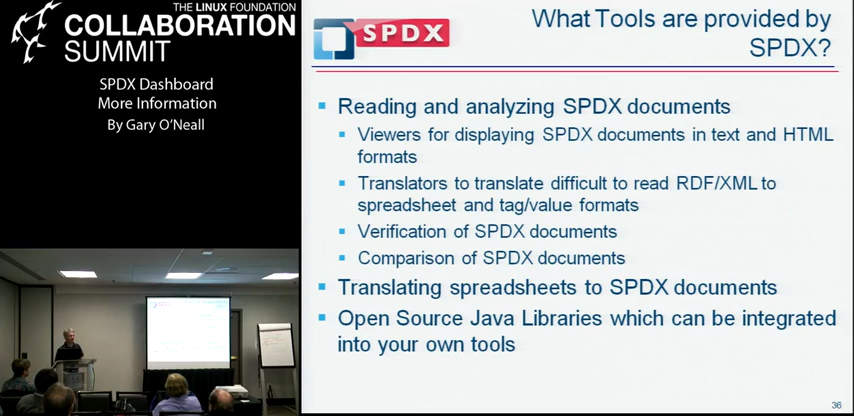 THE LINUX FOUNDATION
COLLABORATION
SUMMIT
SPDX Dashboard
More Information
By Gary O'Neall
SPDX
What Tools are provided by
SPDX?
Reading and analyzing SPDX documents
Viewers for displaying SPDX documents in text and HTML
formats
Translators to translate difficult to read RDF/XML to
spreadsheet and tag/value formats
Verification of SPDX documents
Comparison of SPDX documents
Translating spreadsheets to SPDX documents
Open Source Java Libraries which can be integrated
into your own tools
36